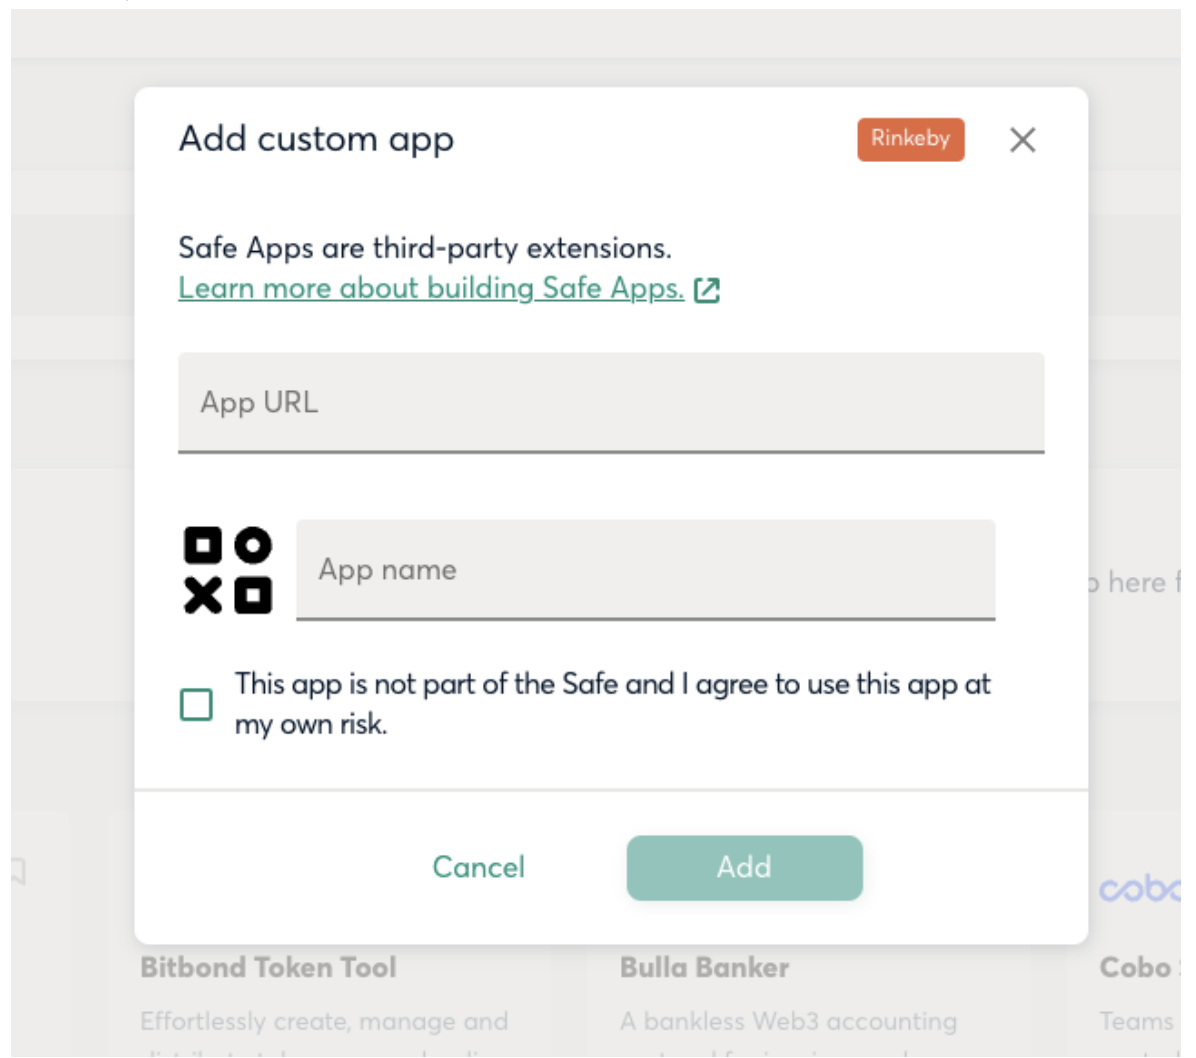 Add custom app
Rinkeby
Safe Apps are third-party extensions.
Learn more about building Safe Apps.
App URL
App name
here
This app is not part of the Safe and I agree to use this app at
my own risk.
Cancel
Add
Bitbond Token Tool
Bulla Banker
Cobo
Effortlessly create, manage and
A bankless Web3 accounting
Teams